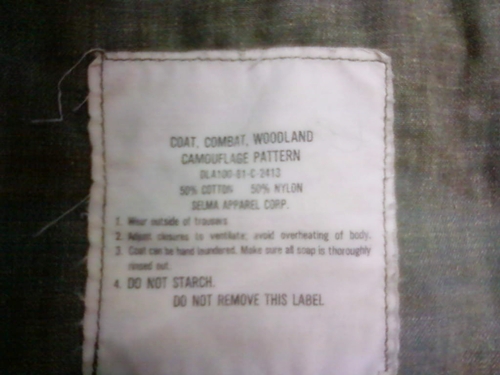 COAT, COMBAT, WOODLAND
CAMOUFLAGE PATTERN
DLA100-81-C-2413
50% COTTON 50% NYLON
SELMA APPAREL CORP.
1. Wear outside of trousers.
2. Adjust closures to ventilate; avoid overheating of body.
3. Coat can be hand laundered. Make sure all soap is thoroughly
rinsed out.
4. DO NOT STARCH.
DO NOT REMOVE THIS LABEL